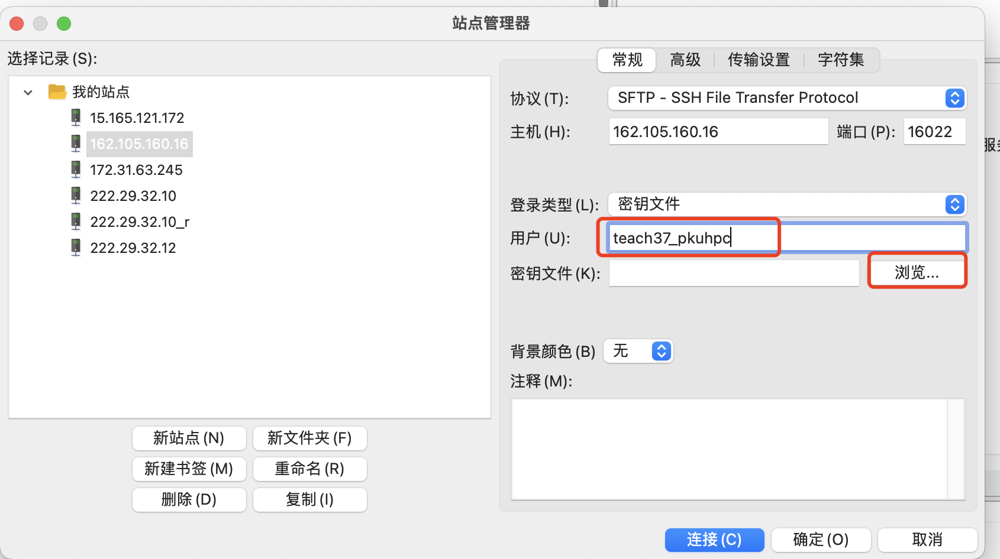 站点管理器
选择记录(S):
我的站点
15.165.121.172
162.105.160.16
172.31.63.245
222.29.32.10
222.29.32.10_r
222.29.32.12
新站点(N) 新文件夹(F)
新建书签(M) 重命名(R)
删除(D) 复制(I)
常规 高级 传输设置 字符集
协议(T): SFTP - SSH File Transfer Protocol
主机(H): 162.105.160.16 端口(P): 16022
登录类型(L): 密钥文件
用户(U): teach37_pkuhpc
密钥文件(K): 浏览...
背景颜色(B) 无
注释(M):
连接(C) 确定(O) 取消
服